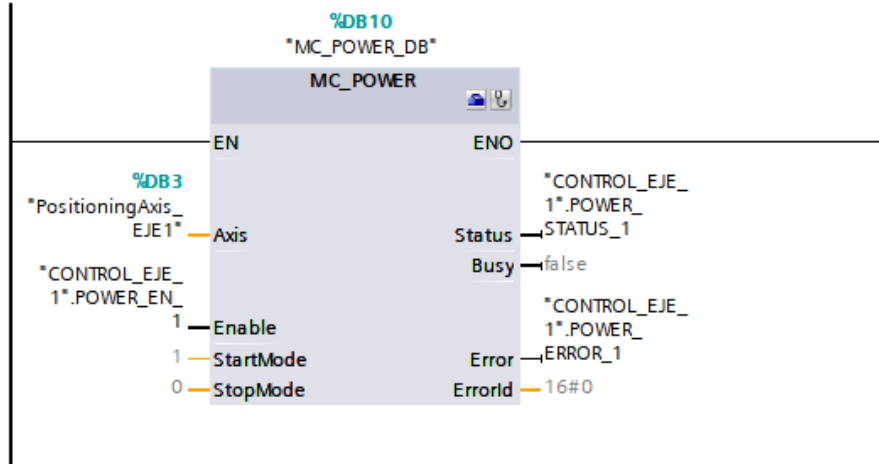 %DB10
"MC_POWER_DB"
MC_POWER
EN
ENO
%DB3
"PositioningAxis_
EJE1"
Axis
"CONTROL_EJE_
1".POWER_
STATUS_1
Status
Busy
false
"CONTROL_EJE_
1".POWER_EN_
1
Enable
"CONTROL_EJE_
1".POWER_
ERROR_1
1
StartMode
Error
0
StopMode
ErrorId
16#0